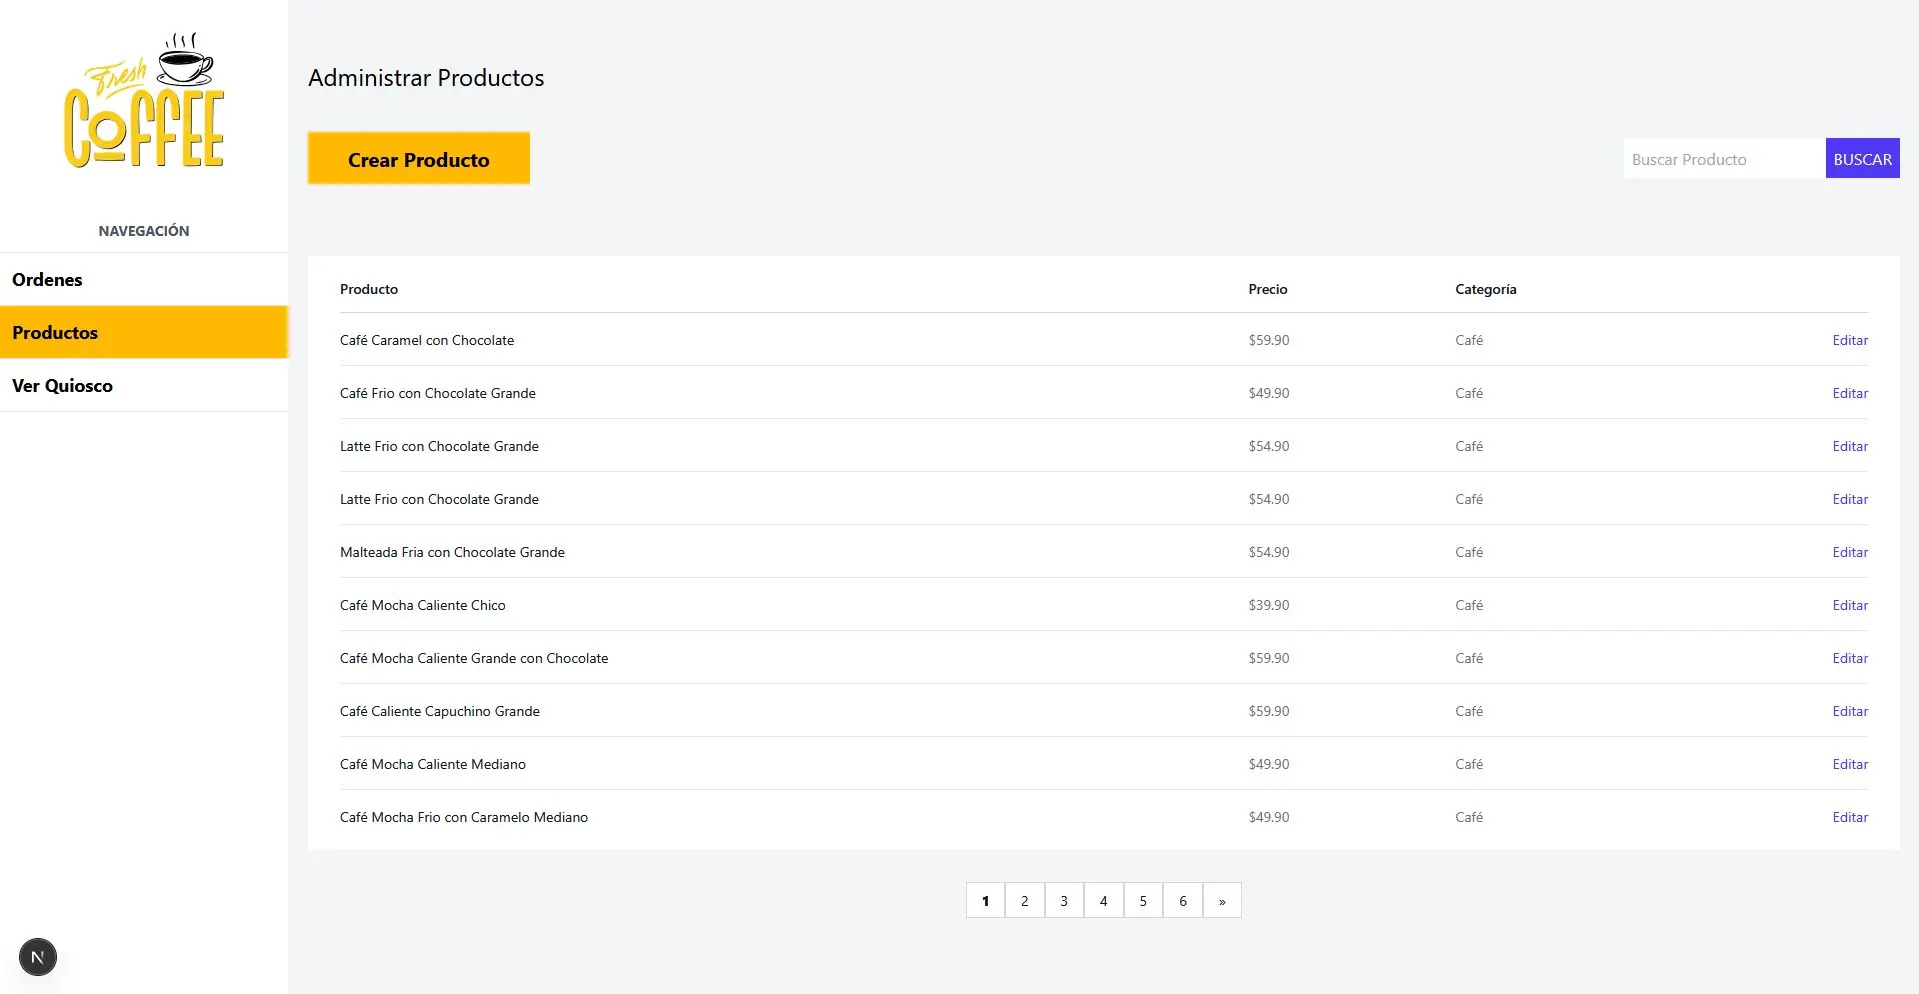 Fresh
COFFEE
NAVEGACIÓN
Ordenes
Productos
Ver Quiosco
N
Administrar Productos
Crear Producto
Buscar Producto BUSCAR
Producto Precio Categoría
Café Caramel con Chocolate $59.90 Café Editar
Café Frio con Chocolate Grande $49.90 Café Editar
Latte Frio con Chocolate Grande $54.90 Café Editar
Latte Frio con Chocolate Grande $54.90 Café Editar
Malteada Fria con Chocolate Grande $54.90 Café Editar
Café Mocha Caliente Chico $39.90 Café Editar
Café Mocha Caliente Grande con Chocolate $59.90 Café Editar
Café Caliente Capuchino Grande $59.90 Café Editar
Café Mocha Caliente Mediano $49.90 Café Editar
Café Mocha Frio con Caramelo Mediano $49.90 Café Editar
1 2 3 4 5 6 »